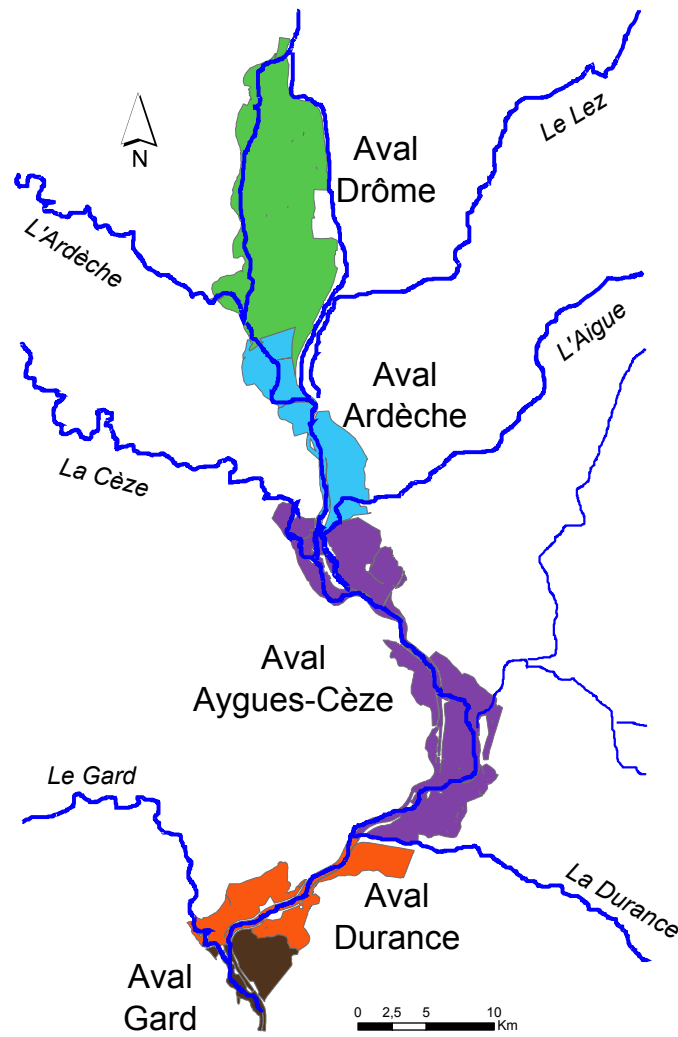 Le Lez
N
Aval
Drôme
L'Ardèche
L'Aigue
Aval
Ardèche
La Cèze
Aval
Aygues-Cèze
Le Gard
Aval
Durance
La Durance
Aval
Gard
0 2,5 5 10
Km